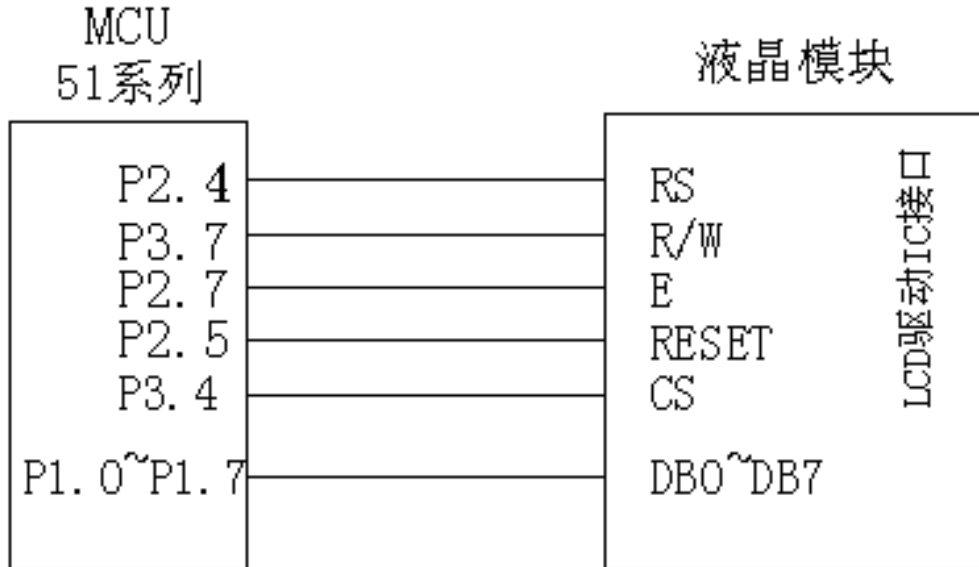 MCU
51系列
液晶模块
P2.4
RS
P3.7
R/W
P2.7
E
P2.5
RESET
P3.4
CS
P1.0~P1.7
DB0~DB7
LCD驱动IC接口